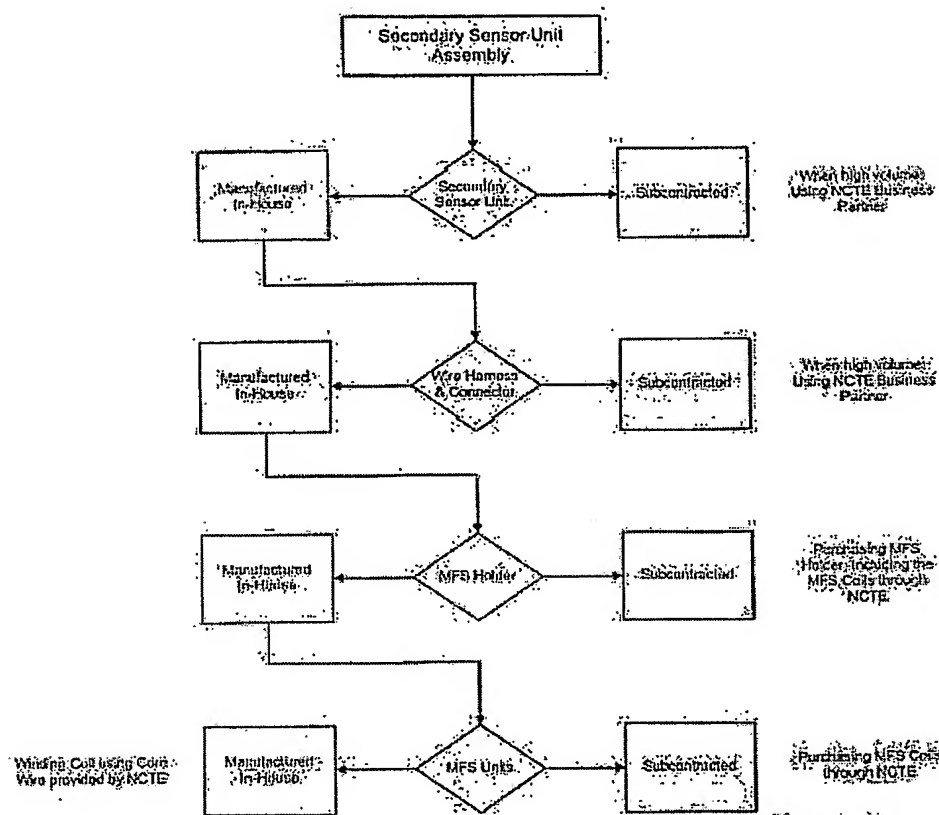 Secondary Sensor Unit
Assembly
Manufactured
In-House
Secondary
Sensor Unit
Subcontracted
When high volumes
Using NCTE Business
Partner
Manufactured
In-House
Wire Harness
& Connector
Subcontracted
When high volumes
Using NCTE Business
Partner
Manufactured
In-House
MFS Holder
Subcontracted
Purchasing MFS
Holder, including the
MFS Coils through
NCTE
Winding Coil using Core
Wire provided by NCTE
Manufactured
In-House
MFS Units
Subcontracted
Purchasing MFS Coils
through NCTE